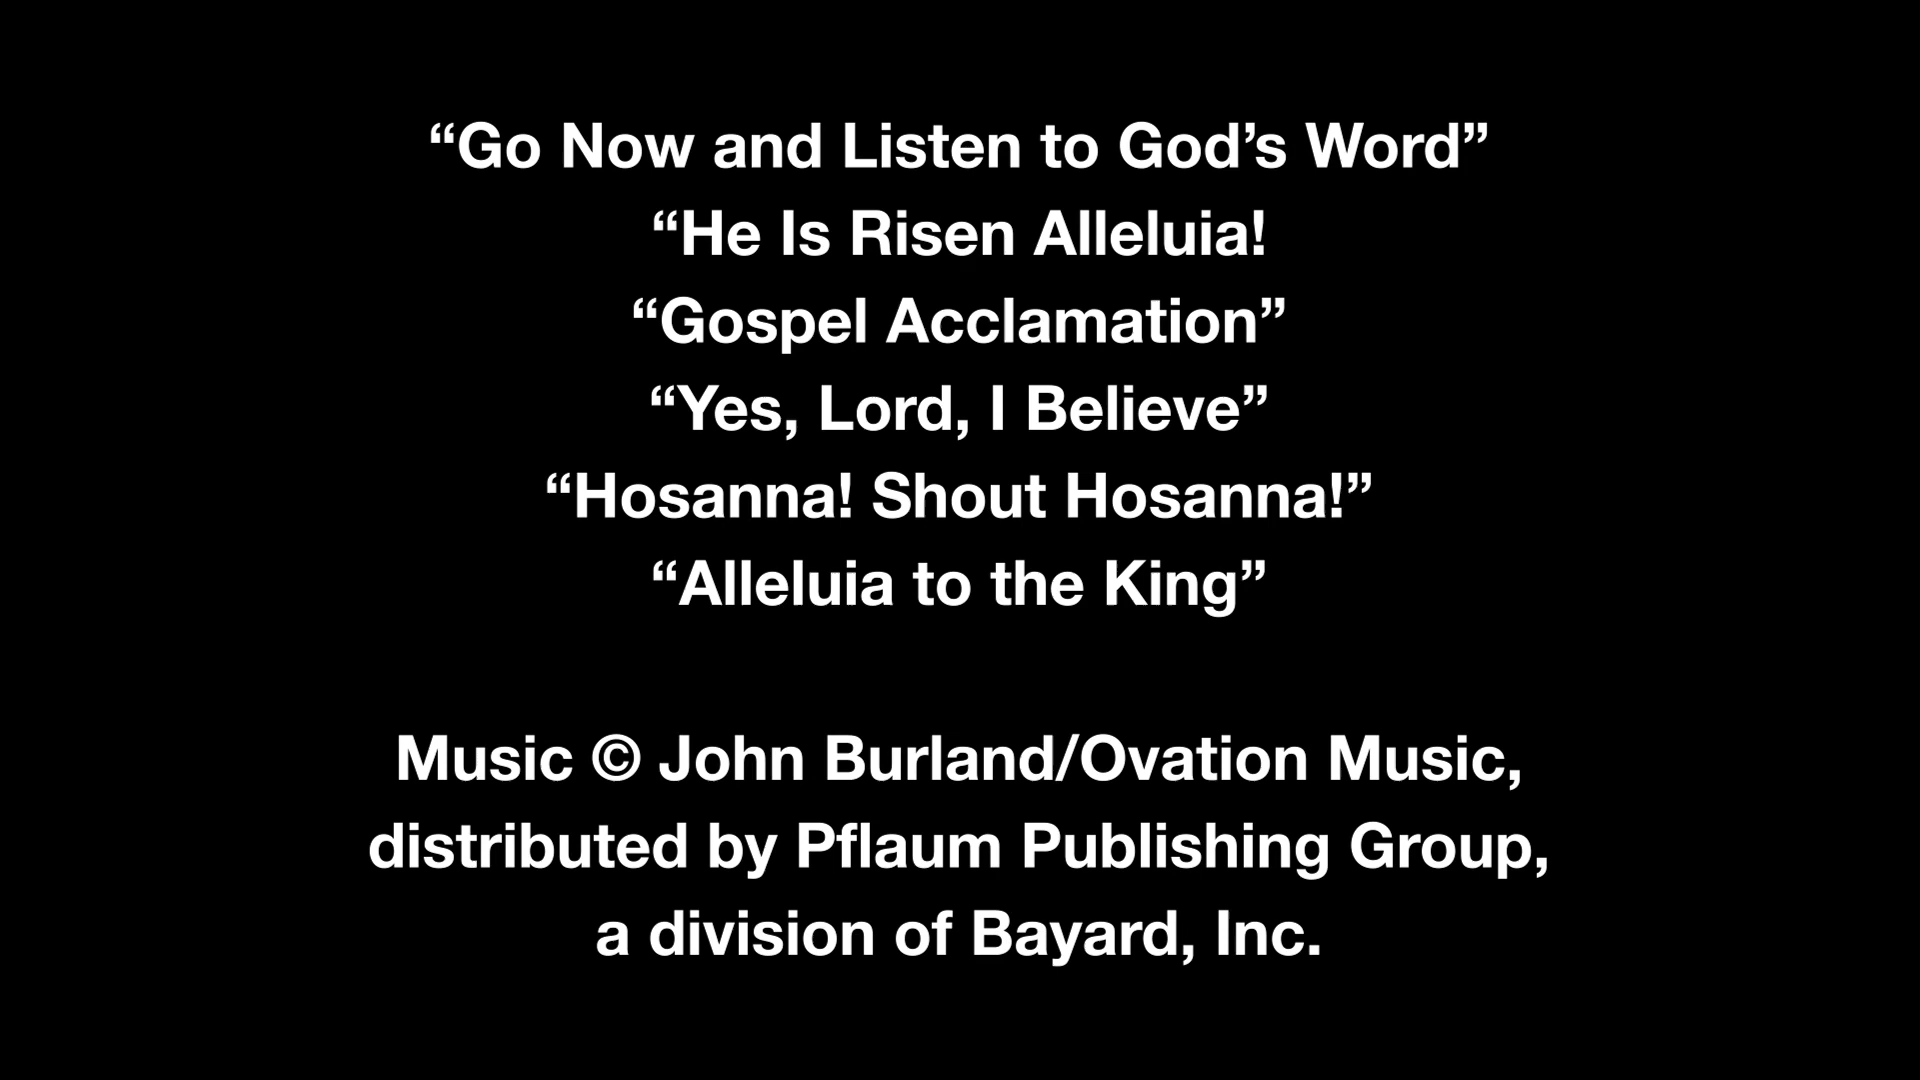 “Go Now and Listen to God’s Word”
“He Is Risen Alleluia!
“Gospel Acclamation”
“Yes, Lord, I Believe”
“Hosanna! Shout Hosanna!”
“Alleluia to the King”
Music © John Burland/Ovation Music,
distributed by Pflaum Publishing Group,
a division of Bayard, Inc.